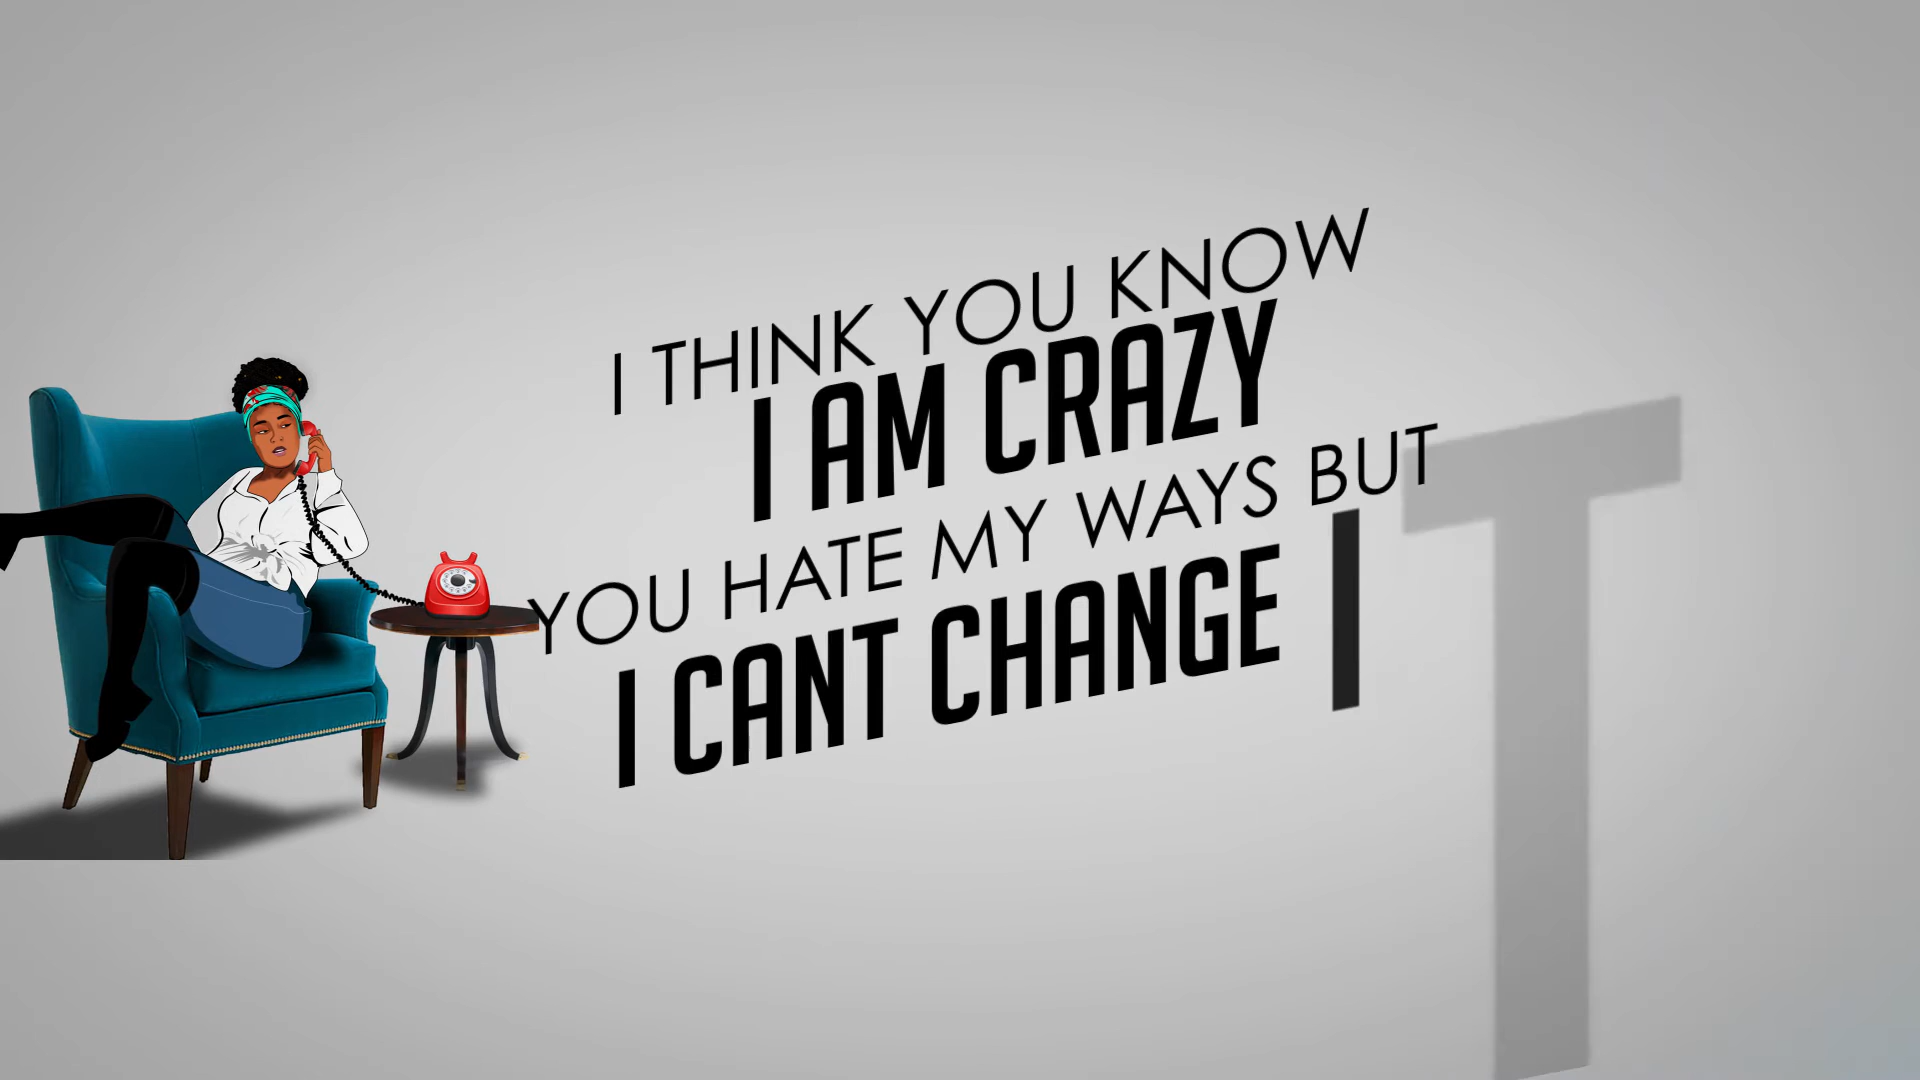 I THINK YOU KNOW
I AM CRAZY
YOU HATE MY WAYS BUT
I CANT CHANGE IT